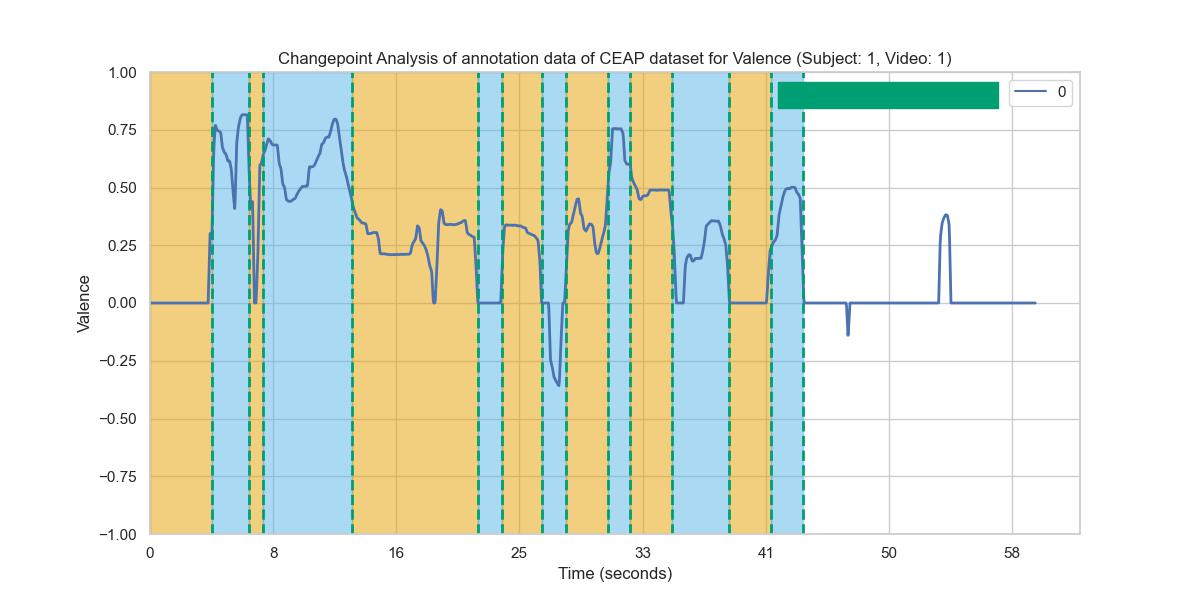 Changepoint Analysis of annotation data of CEAP dataset for Valence (Subject: 1, Video: 1)
0
1.00
0.75
0.50
0.25
0.00
−0.25
−0.50
−0.75
−1.00
Valence
0 8 16 25 33 41 50 58
Time (seconds)